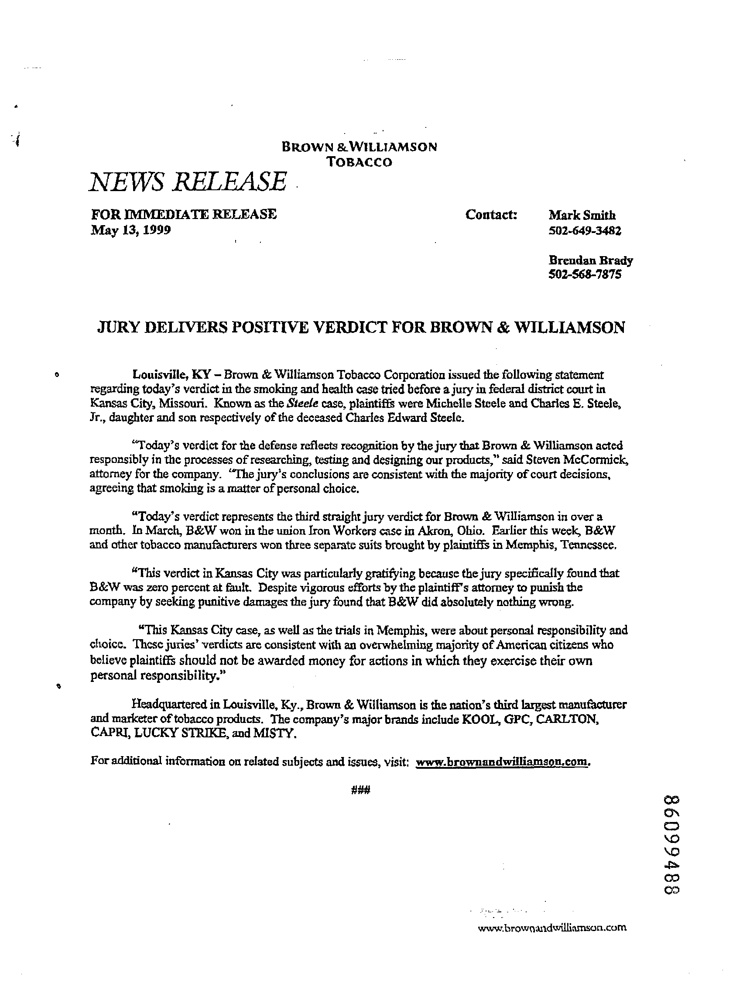 BROWN & WILLIAMSON
TOBACCO
NEWS RELEASE
FOR IMMEDIATE RELEASE
May 13, 1999
Contact: Mark Smith
502-649-3482
Brendan Brady
502-568-7875
JURY DELIVERS POSITIVE VERDICT FOR BROWN & WILLIAMSON
Louisville, KY – Brown & Williamson Tobacco Corporation issued the following statement
regarding today's verdict in the smoking and health case tried before a jury in federal district court in
Kansas City, Missouri. Known as the Steele case, plaintiffs were Michelle Steele and Charles E. Steele,
Jr., daughter and son respectively of the deceased Charles Edward Steele.
"Today's verdict for the defense reflects recognition by the jury that Brown & Williamson acted
responsibly in the processes of researching, testing and designing our products," said Steven McCormick,
attorney for the company. "The jury's conclusions are consistent with the majority of court decisions,
agreeing that smoking is a matter of personal choice.
"Today's verdict represents the third straight jury verdict for Brown & Williamson in over a
month. In March, B&W won in the union Iron Workers case in Akron, Ohio. Earlier this week, B&W
and other tobacco manufacturers won three separate suits brought by plaintiffs in Memphis, Tennessee.
"This verdict in Kansas City was particularly gratifying because the jury specifically found that
B&W was zero percent at fault. Despite vigorous efforts by the plaintiff's attorney to punish the
company by seeking punitive damages the jury found that B&W did absolutely nothing wrong.
"This Kansas City case, as well as the trials in Memphis, were about personal responsibility and
choice. These juries' verdicts are consistent with an overwhelming majority of American citizens who
believe plaintiffs should not be awarded money for actions in which they exercise their own
personal responsibility."
Headquartered in Louisville, Ky., Brown & Williamson is the nation's third largest manufacturer
and marketer of tobacco products. The company's major brands include KOOL, GPC, CARLTON,
CAPRI, LUCKY STRIKE, and MISTY.
For additional information on related subjects and issues, visit: www.brownandwilliamson.com.
###
86099488
www.brownandwilliamson.com